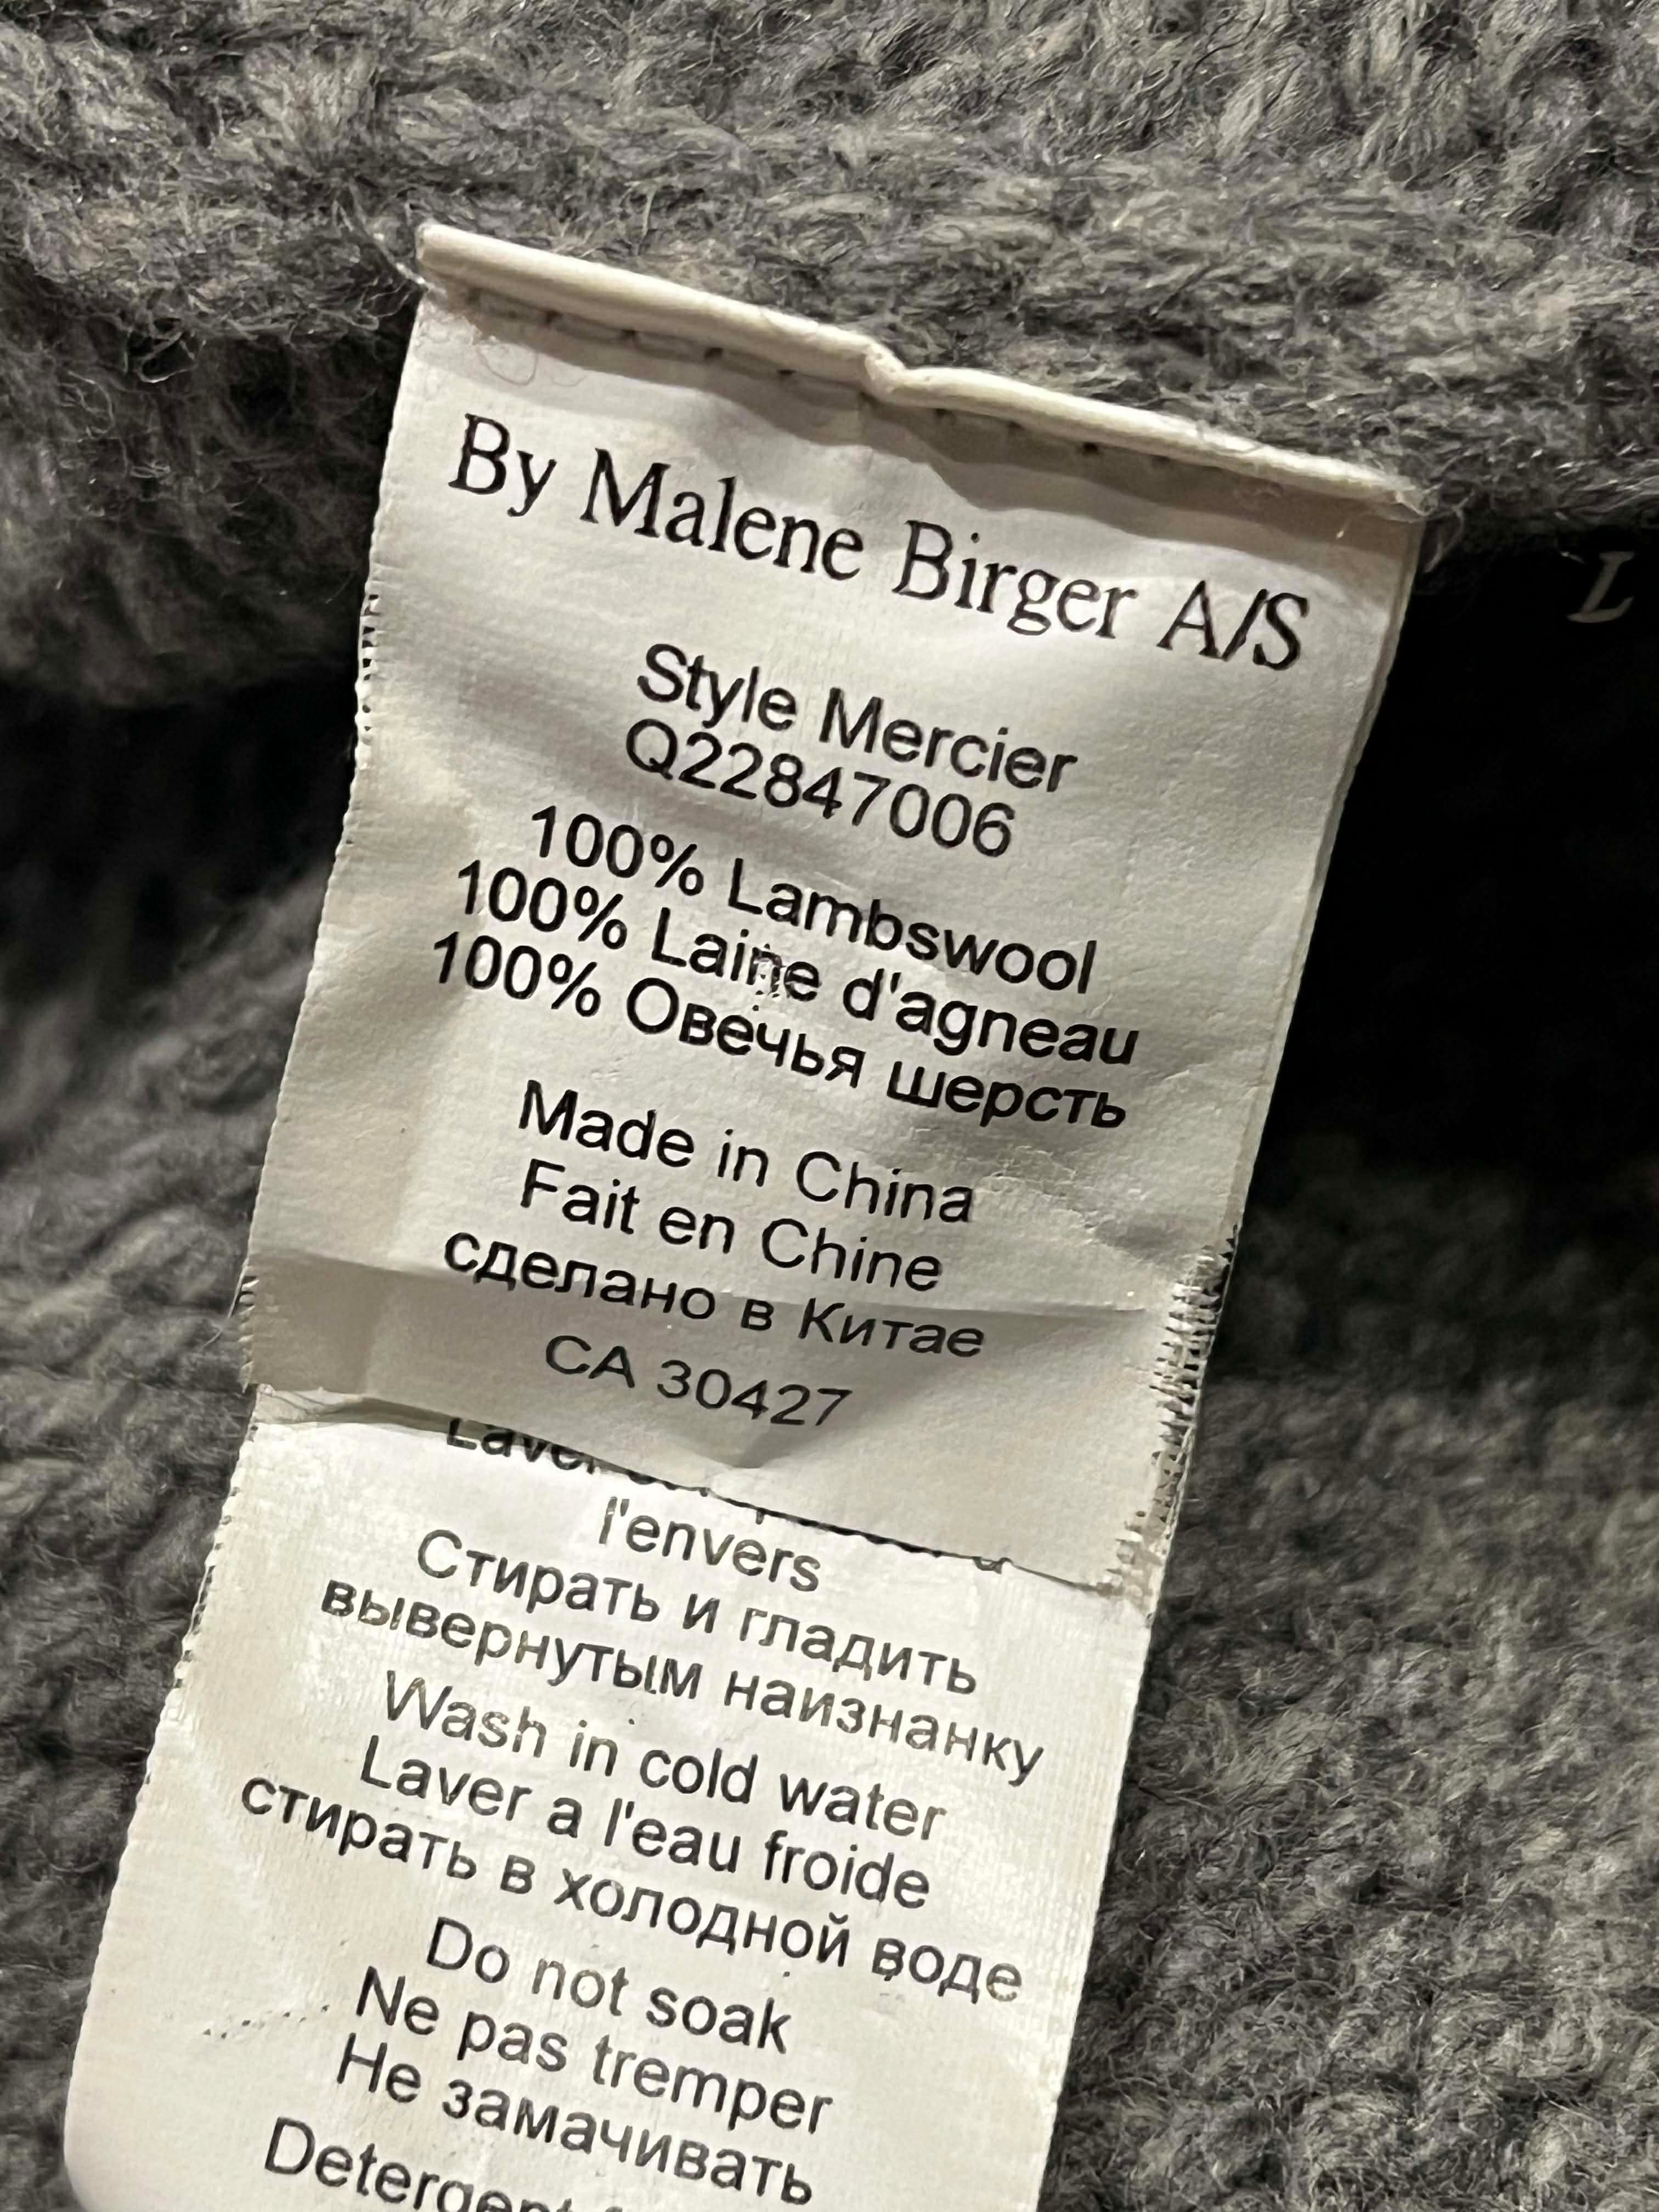 By Malene Birger A/S
Style Mercier
Q22847006
100% Lambswool
100% Laine d'agneau
100% Овечья шерсть
Made in China
Fait en Chine
сделано в Китае
CA 30427
l'envers
Стирать и гладить
вывернутым наизнанку
Wash in cold water
Laver a l'eau froide
стирать в холодной воде
Do not soak
Ne pas tremper
Не замачивать
Detergent
L